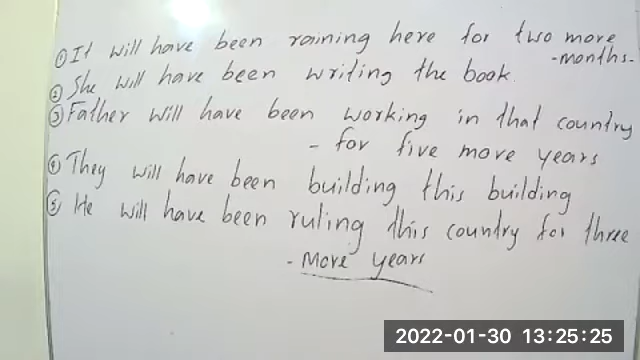 ① It will have been raining here for two more
- months -
② She will have been writing the book.
③ Father will have been working in that country
- for five more years
④ They will have been building this building
⑤ He will have been ruling this country for three
- More years
2022-01-30 13:25:25